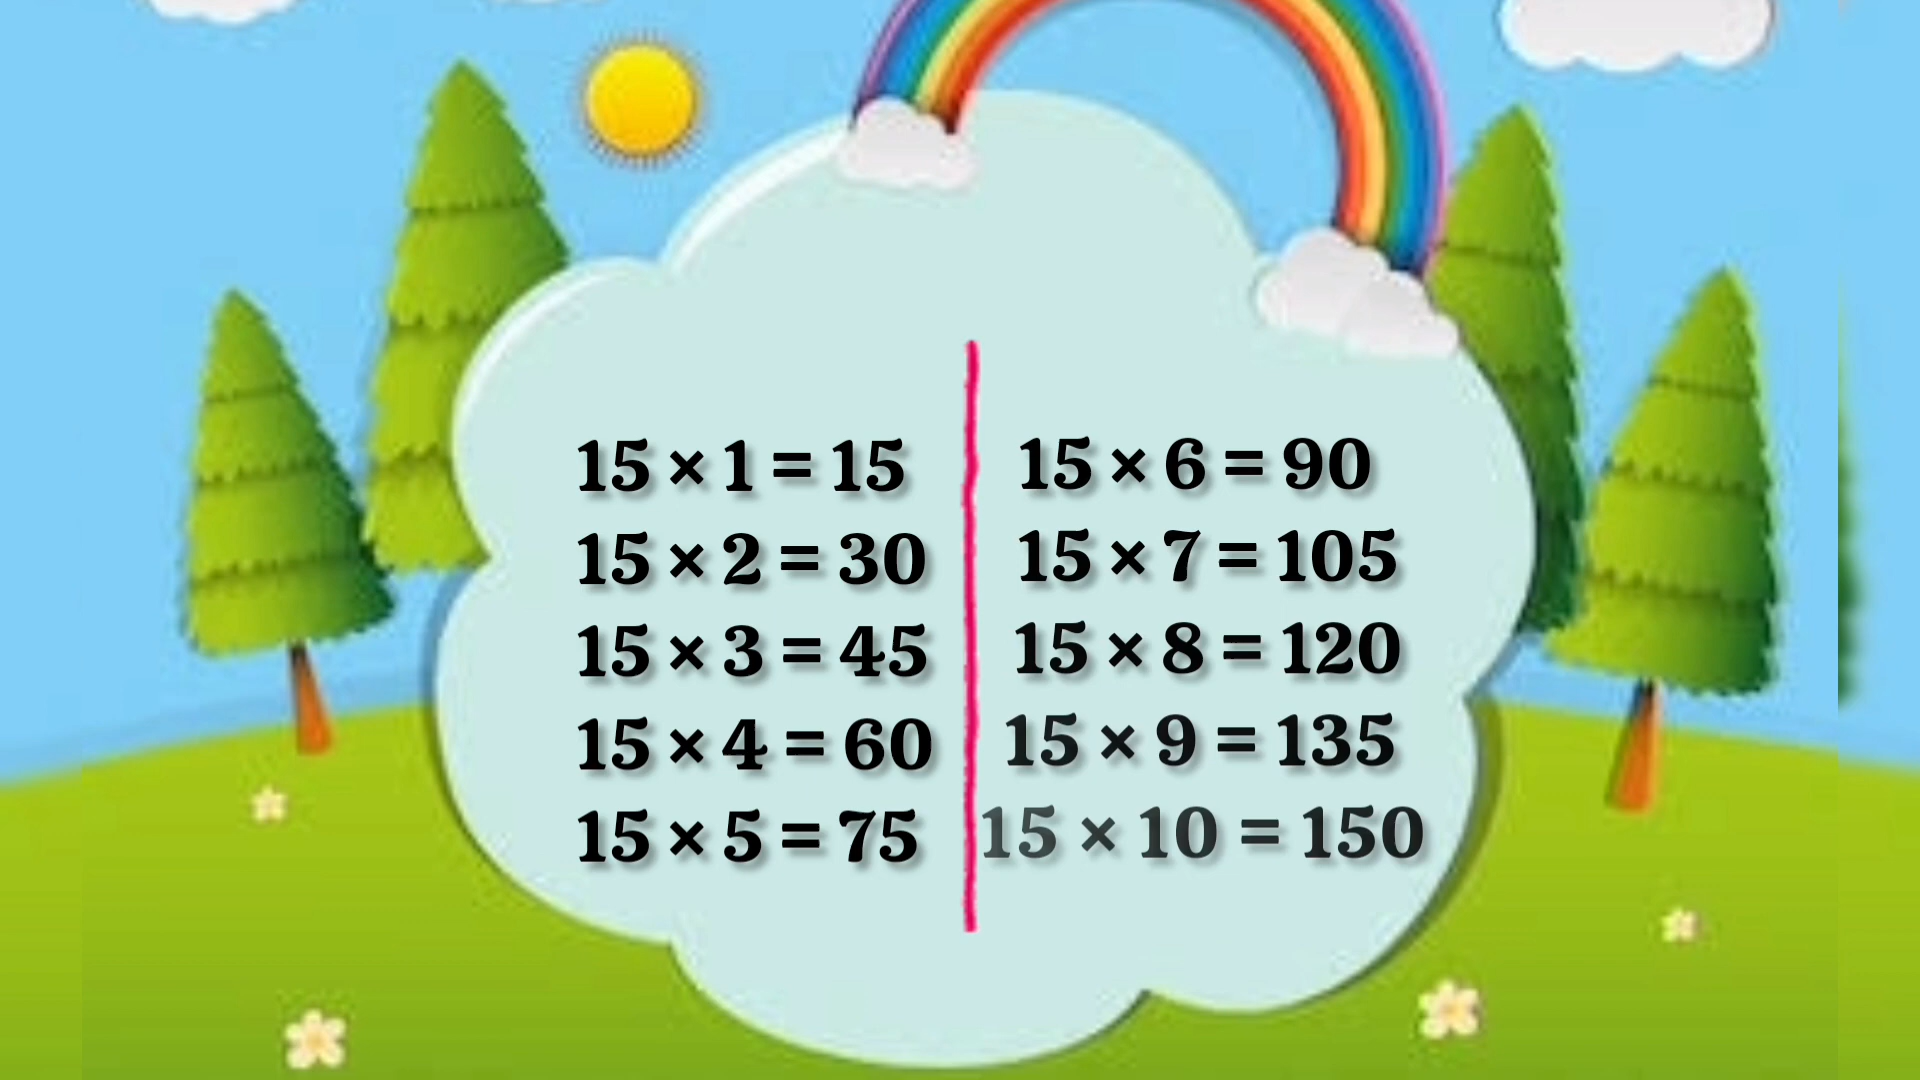 15 × 1 = 15
15 × 2 = 30
15 × 3 = 45
15 × 4 = 60
15 × 5 = 75
15 × 6 = 90
15 × 7 = 105
15 × 8 = 120
15 × 9 = 135
15 × 10 = 150